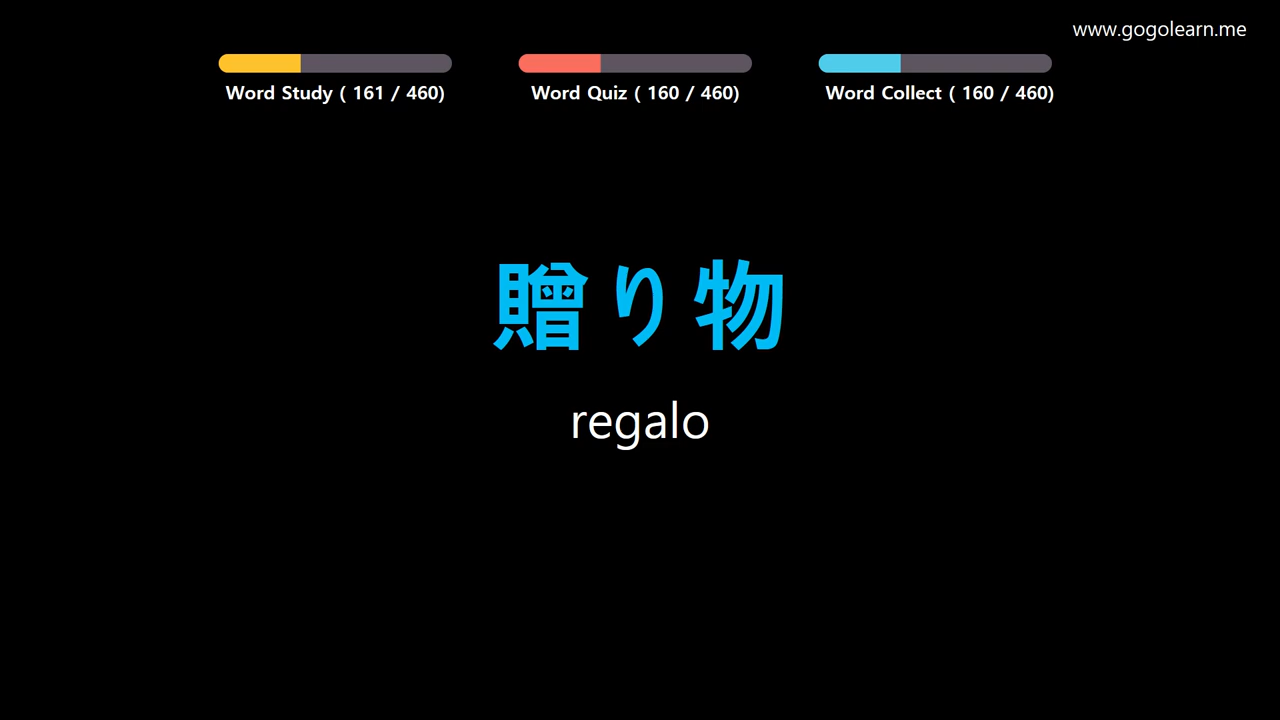 www.gogolearn.me
Word Study ( 161 / 460)
Word Quiz ( 160 / 460)
Word Collect ( 160 / 460)
贈り物
regalo